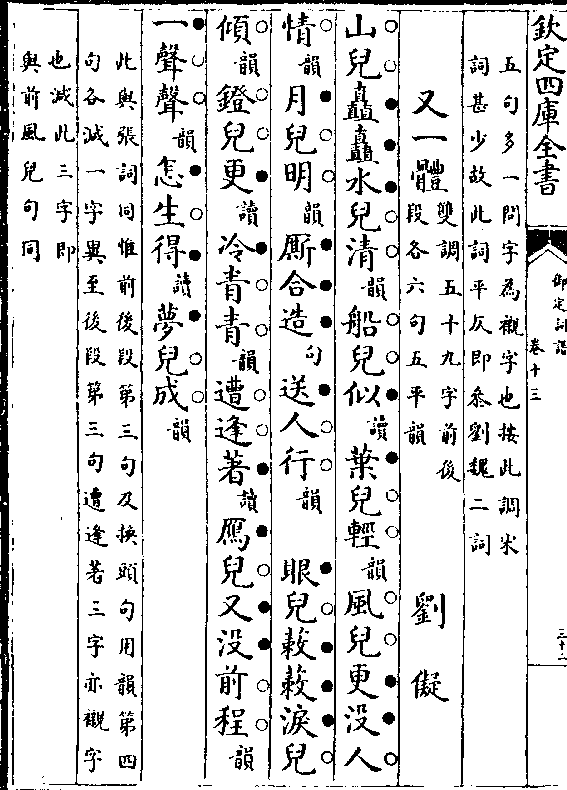 欽定四庫全書
御定詞譜
卷十三
三十二
五句多一問字為襯字也按此調宋
詞甚少故此詞平仄即叅劉魏二詞
又一體 雙調五十九字前後
段各六句五平韻 劉儗
山兒矗矗水兒清韻船兒似讀葉兒輕韻風兒更没人
情韻月兒明韻厮合造句送人行韻 眼兒蔌蔌淚兒
傾韻鐙兒更讀冷青青韻遭逢著讀鴈兒又没前程韻
一聲聲韻怎生得讀夢兒成韻
此與張詞同惟前後段第三句及換頭句用韻第四
句各減一字異至後段第三句遭逢著三字亦襯字
也減此三字即
與前風兒句同